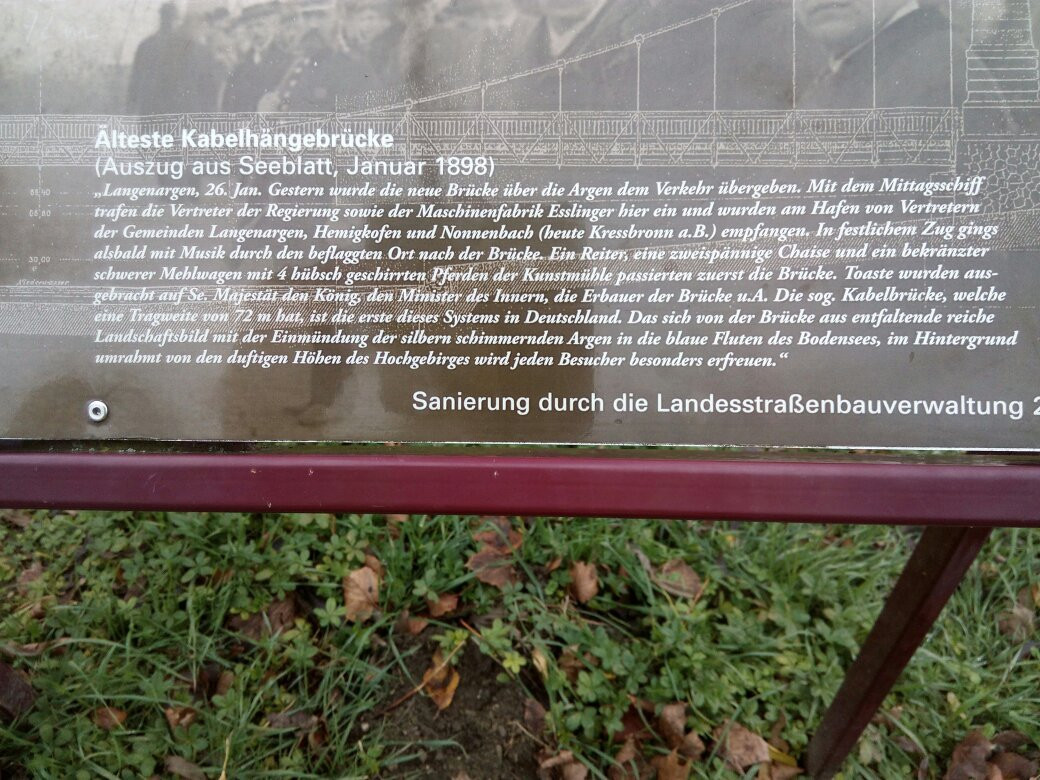 Älteste Kabelhängebrücke
(Auszug aus Seeblatt, Januar 1898)
„Langenargen, 26. Jan. Gestern wurde die neue Brücke über die Argen dem Verkehr übergeben. Mit dem Mittagsschiff
trafen die Vertreter der Regierung sowie der Maschinenfabrik Esslinger hier ein und wurden am Hafen von Vertretern
der Gemeinden Langenargen, Hemigkofen und Nonnenbach (heute Kressbronn a.B.) empfangen. In festlichem Zug gings
alsbald mit Musik durch den beflaggten Ort nach der Brücke. Ein Reiter, eine zweispännige Chaise und ein bekränzter
schwerer Mehlwagen mit 4 hübsch geschirrten Pferden der Kunstmühle passierten zuerst die Brücke. Toaste wurden aus-
gebracht auf Se. Majestät den König, den Minister des Innern, die Erbauer der Brücke u.A. Die sog. Kabelbrücke, welche
eine Tragweite von 72 m hat, ist die erste dieses Systems in Deutschland. Das sich von der Brücke aus entfaltende reiche
Landschaftsbild mit der Einmündung der silbern schimmernden Argen in die blaue Fluten des Bodensees, im Hintergrund
umrahmt von den duftigen Höhen des Hochgebirges wird jeden Besucher besonders erfreuen.“
Sanierung durch die Landesstraßenbauverwaltung 2
30,00